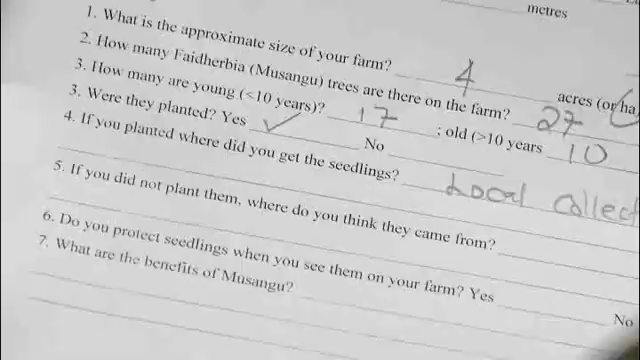 metres
1. What is the approximate size of your farm? 4 acres (or ha
2. How many Faidherbia (Musangu) trees are there on the farm? 27
3. How many are young (<10 years)? 17 ; old (>10 years 10
3. Were they planted? Yes ✓ No
4. If you planted where did you get the seedlings? Local collect
5. If you did not plant them, where do you think they came from?
6. Do you protect seedlings when you see them on your farm? Yes No
7. What are the benefits of Musangu?